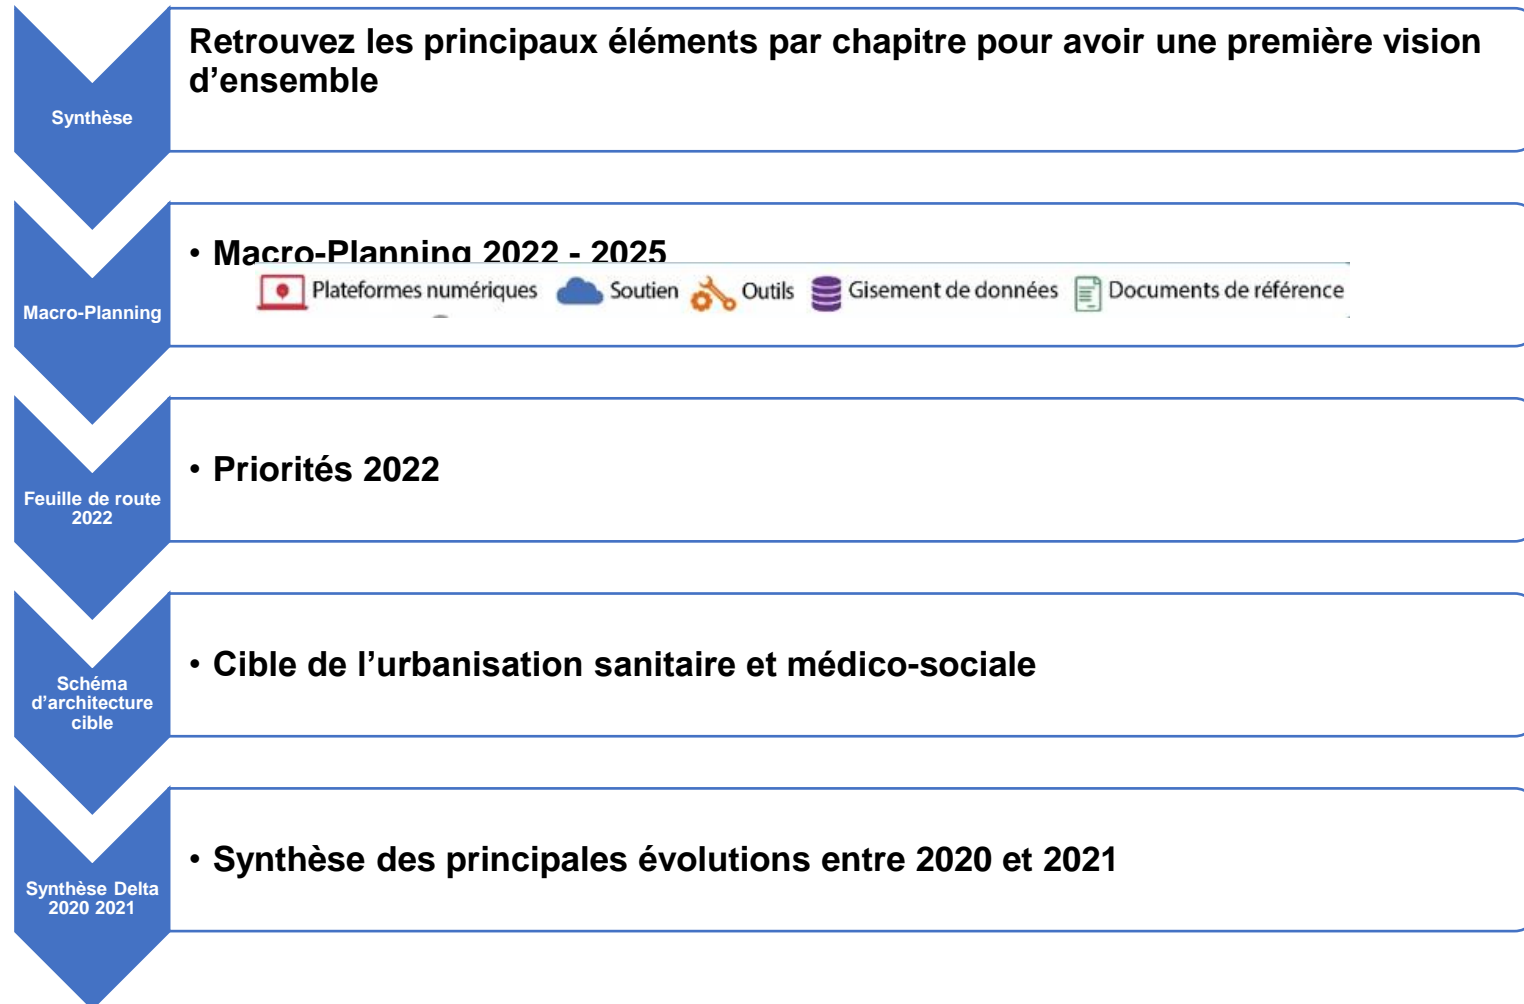 Retrouvez les principaux éléments par chapitre pour avoir une première vision
d’ensemble
Synthèse
• Macro-Planning 2022 - 2025
Plateformes numériques Soutien Outils Gisement de données Documents de référence
Macro-Planning
• Priorités 2022
Feuille de route
2022
• Cible de l’urbanisation sanitaire et médico-sociale
Schéma
d’architecture
cible
• Synthèse des principales évolutions entre 2020 et 2021
Synthèse Delta
2020 2021